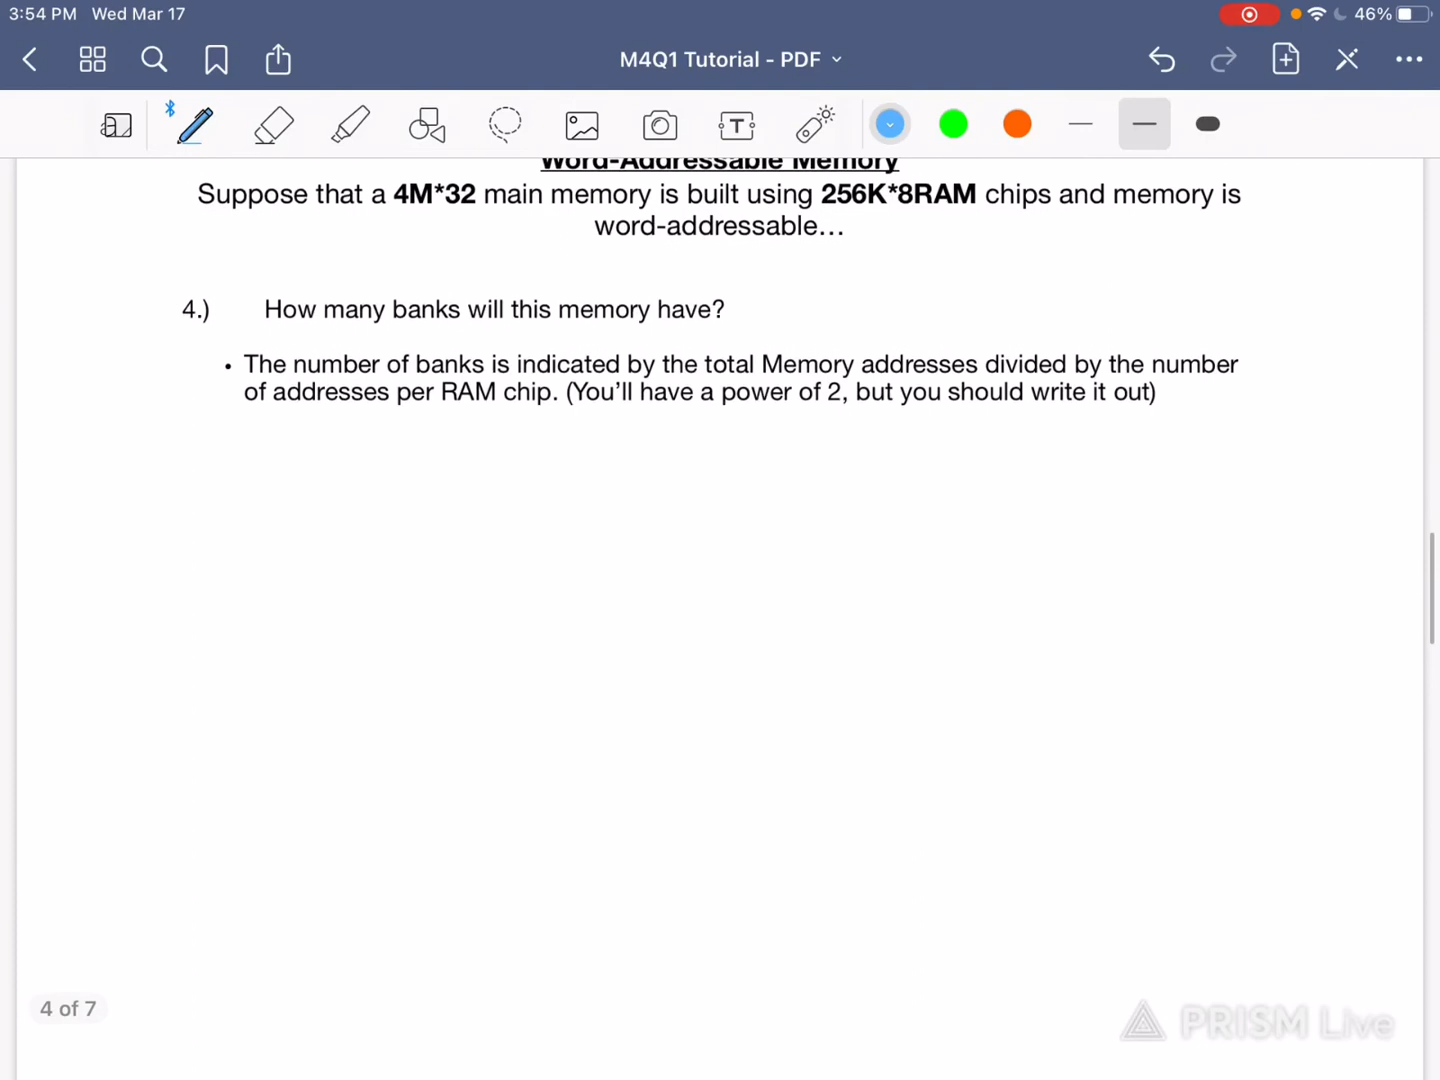 3:54 PM Wed Mar 17
46%
M4Q1 Tutorial - PDF
Word-Addressable Memory
Suppose that a 4M*32 main memory is built using 256K*8RAM chips and memory is
word-addressable...
4.) How many banks will this memory have?
• The number of banks is indicated by the total Memory addresses divided by the number
of addresses per RAM chip. (You'll have a power of 2, but you should write it out)
4 of 7
PRISM Live